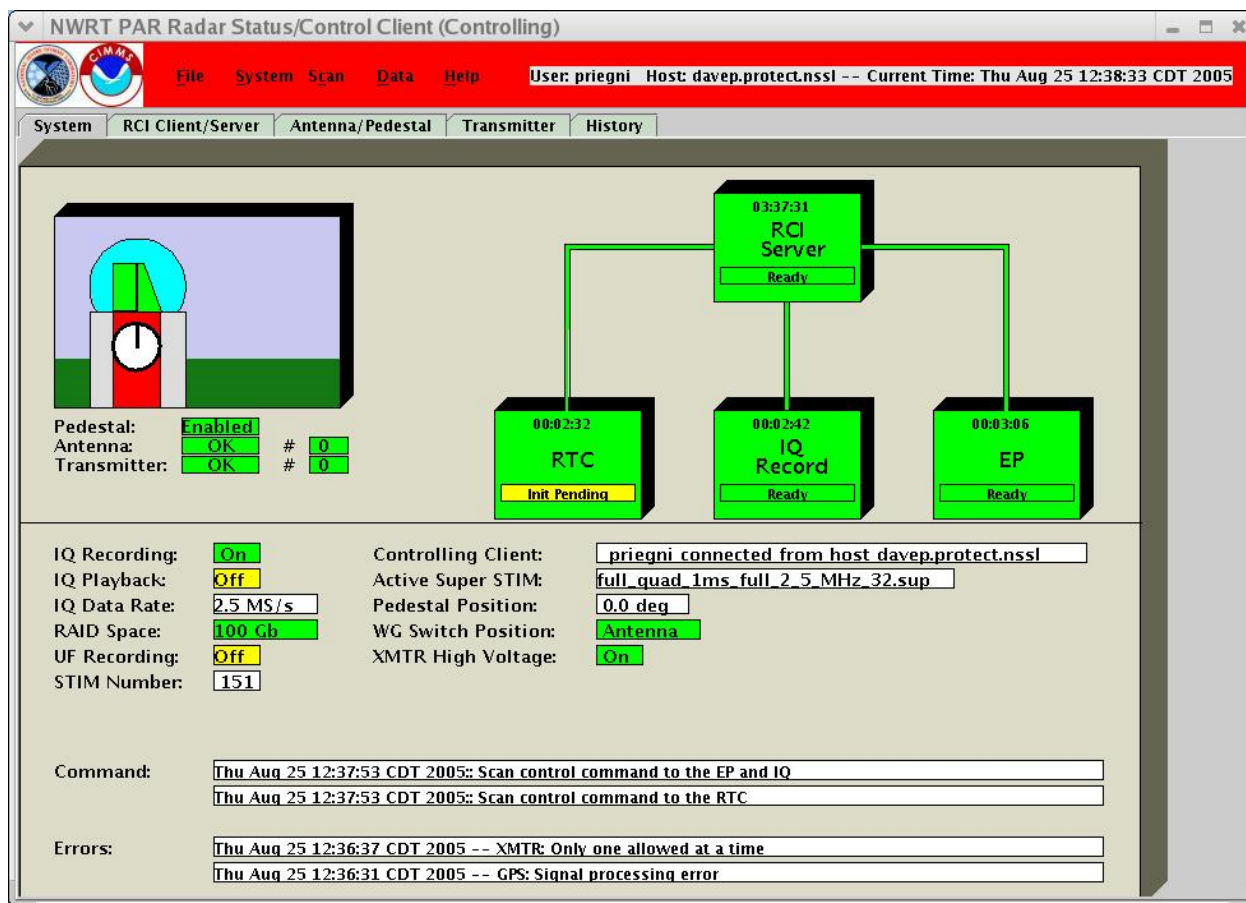 NWRT PAR Radar Status/Control Client (Controlling)
CIMMS
File System Scan Data Help User: priegni Host: davep.protect.nssl -- Current Time: Thu Aug 25 12:38:33 CDT 2005
System RCI Client/Server Antenna/Pedestal Transmitter History
03:37:31
RCI
Server
Ready
Pedestal: Enabled
Antenna: OK # 0
Transmitter: OK # 0
00:02:32
RTC
Init Pending
00:02:42
IQ
Record
Ready
00:03:06
EP
Ready
IQ Recording: On
IQ Playback: Off
IQ Data Rate: 2.5 MS/s
RAID Space: 100 Gb
UF Recording: Off
STIM Number: 151
Controlling Client: priegni connected from host davep.protect.nssl
Active Super STIM: full_quad_1ms_full_2_5_MHz_32.sup
Pedestal Position: 0.0 deg
WG Switch Position: Antenna
XMTR High Voltage: On
Command: Thu Aug 25 12:37:53 CDT 2005:: Scan control command to the EP and IQ
Thu Aug 25 12:37:53 CDT 2005:: Scan control command to the RTC
Errors: Thu Aug 25 12:36:37 CDT 2005 -- XMTR: Only one allowed at a time
Thu Aug 25 12:36:31 CDT 2005 -- GPS: Signal processing error